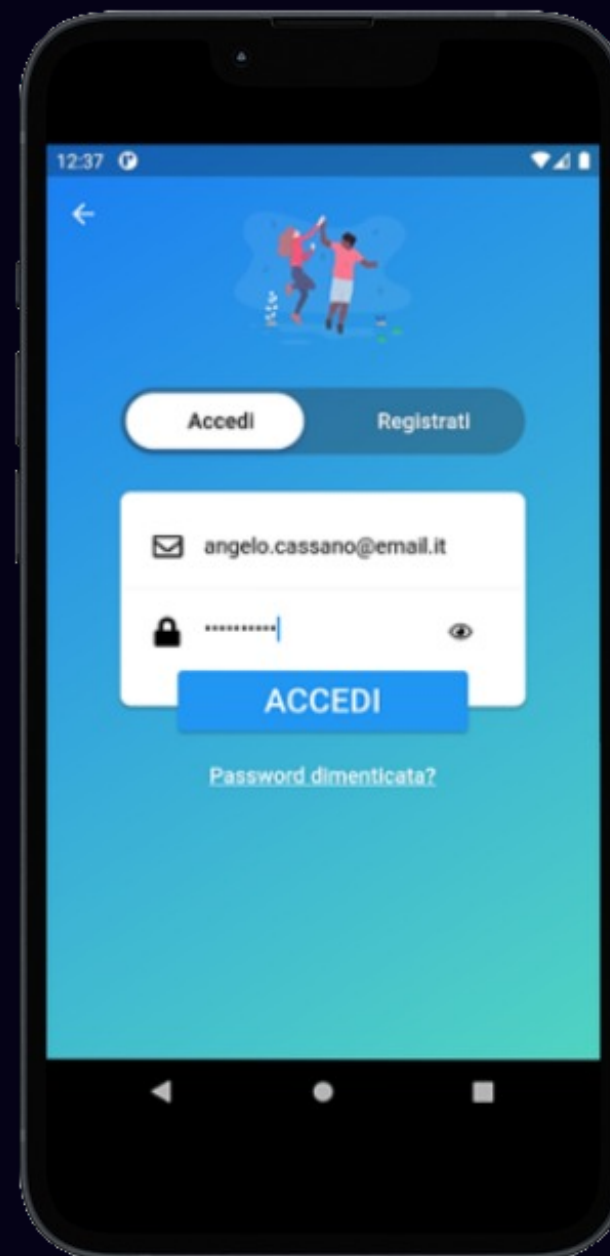 12:37
Accedi
Registrati
angelo.cassano@email.it
••••••••••
ACCEDI
Password dimenticata?